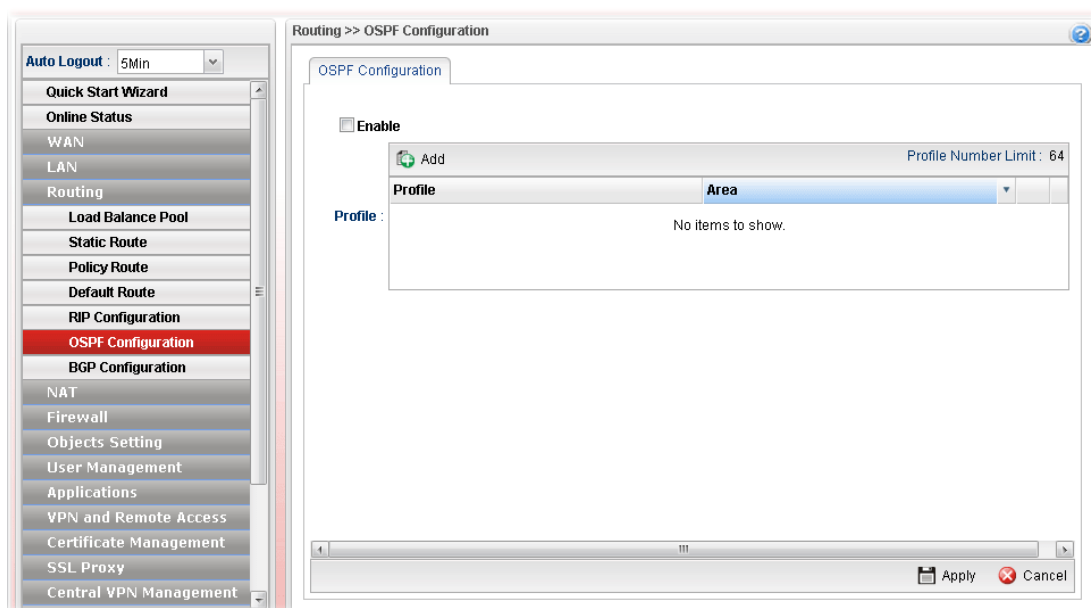 Routing >> OSPF Configuration
Auto Logout : 5Min
Quick Start Wizard
Online Status
WAN
LAN
Routing
Load Balance Pool
Static Route
Policy Route
Default Route
RIP Configuration
OSPF Configuration
BGP Configuration
NAT
Firewall
Objects Setting
User Management
Applications
VPN and Remote Access
Certificate Management
SSL Proxy
Central VPN Management
OSPF Configuration
Enable
Add Profile Number Limit : 64
Profile Area
Profile :
No items to show.
Apply Cancel